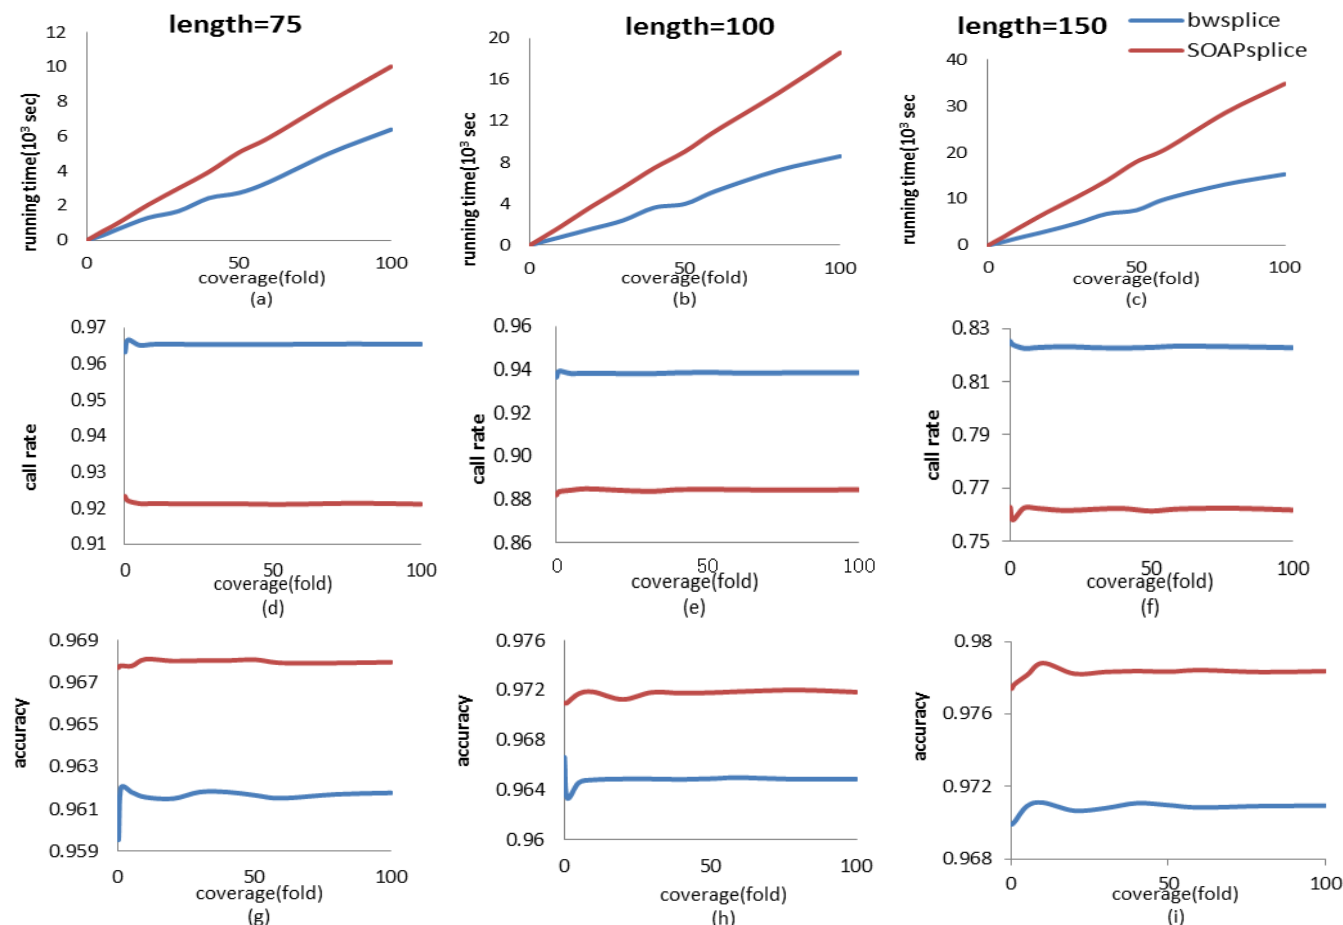 length=75
length=100
length=150
bwsplice
SOAPsplice
running time(10³ sec)
12
10
8
6
4
2
0
0 50 100
coverage(fold)
(a)
running time(10³ sec
20
16
12
8
4
0
0 50 100
coverage(fold)
(b)
running time(10³ sec
40
30
20
10
0
0 50 100
coverage(fold)
(c)
call rate
0.97
0.96
0.95
0.94
0.93
0.92
0.91
0 50 100
coverage(fold)
(d)
call rate
0.96
0.94
0.92
0.90
0.88
0.86
0 50 100
coverage(fold)
(e)
call rate
0.83
0.81
0.79
0.77
0.75
0 50 100
coverage(fold)
(f)
accuracy
0.969
0.967
0.965
0.963
0.961
0.959
0 50 100
coverage(fold)
(g)
accuracy
0.976
0.972
0.968
0.964
0.96
0 50 100
coverage(fold)
(h)
accuracy
0.98
0.976
0.972
0.968
0 50 100
coverage(fold)
(i)